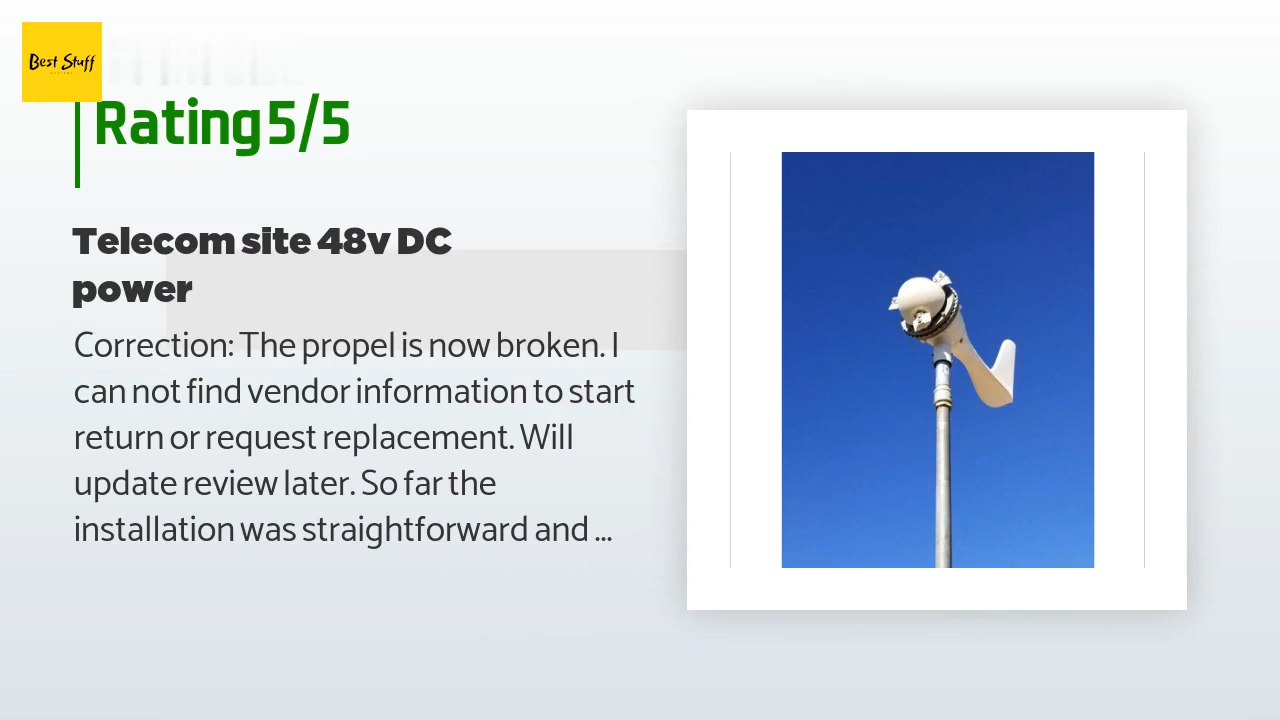 Best Stuff
Rating 5/5
Telecom site 48v DC
power
Correction: The propel is now broken. I
can not find vendor information to start
return or request replacement. Will
update review later. So far the
installation was straightforward and ...